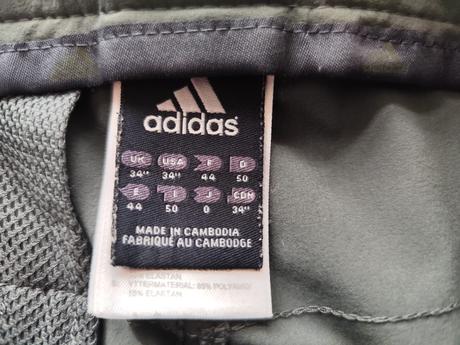 adidas
UK USA F D
34" 34" 44 50
E I J CDN
44 50 0 34"
MADE IN CAMBODIA
FABRIQUÉ AU CAMBODGE
ELASTAN
YTTERMATERIAL: 85% POLYAMID
15% ELASTAN